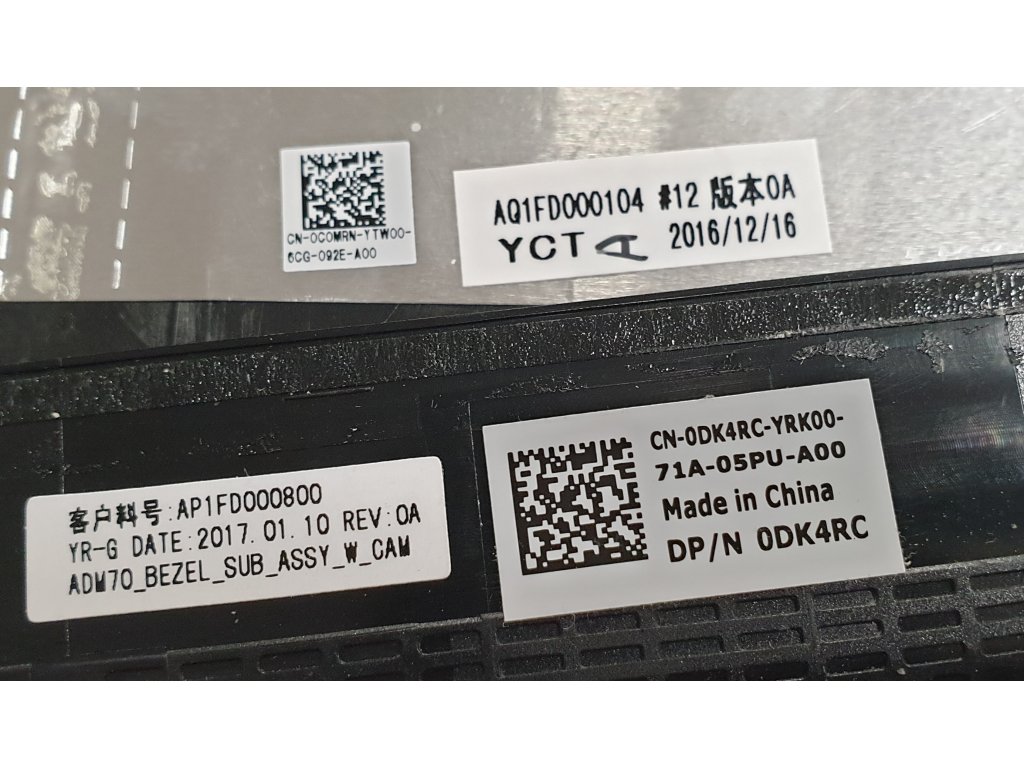 CN-0C0MRN-YTW00-
6CG-092E-A00
AQ1FD000104 #12 版本0A
YCT A 2016/12/16
客户料号:AP1FD000800
YR-G DATE:2017.01.10 REV:0A
ADM70_BEZEL_SUB_ASSY_W_CAM
CN-0DK4RC-YRK00-
71A-05PU-A00
Made in China
DP/N 0DK4RC